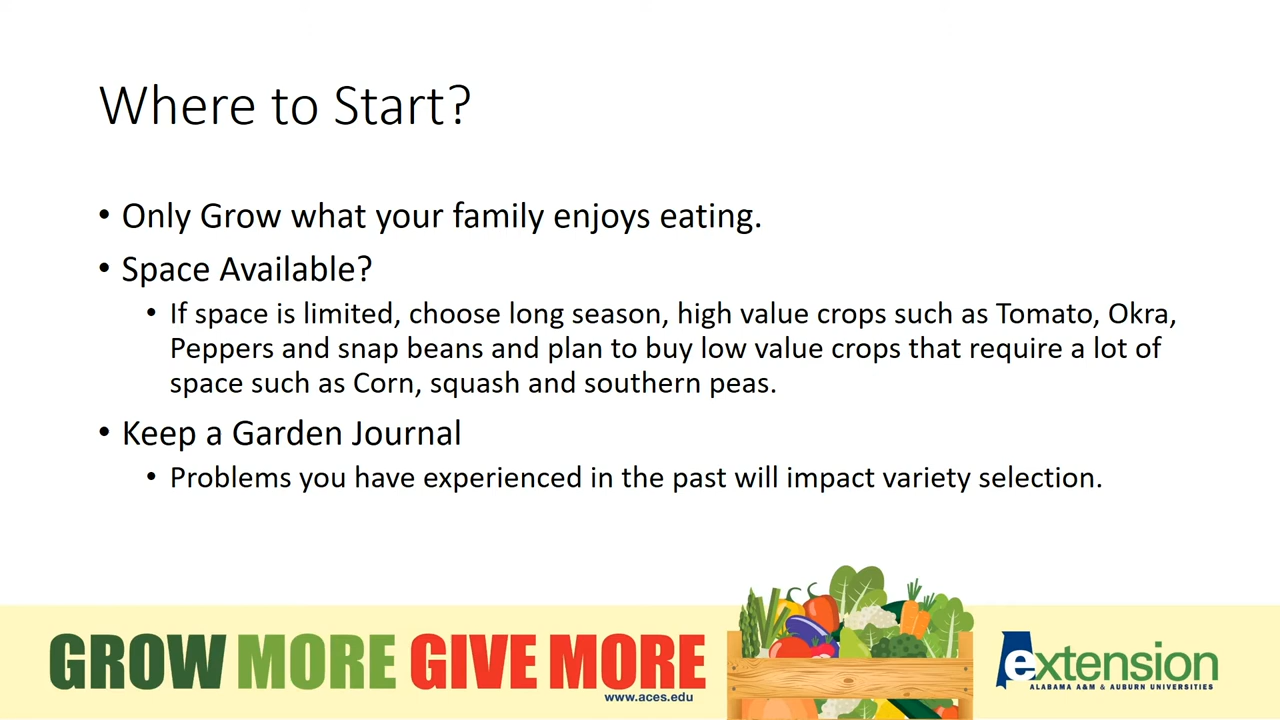 Where to Start?
• Only Grow what your family enjoys eating.
• Space Available?
• If space is limited, choose long season, high value crops such as Tomato, Okra,
Peppers and snap beans and plan to buy low value crops that require a lot of
space such as Corn, squash and southern peas.
• Keep a Garden Journal
• Problems you have experienced in the past will impact variety selection.
GROW MORE GIVE MORE
www.aces.edu
extension
ALABAMA A&M & AUBURN UNIVERSITIES